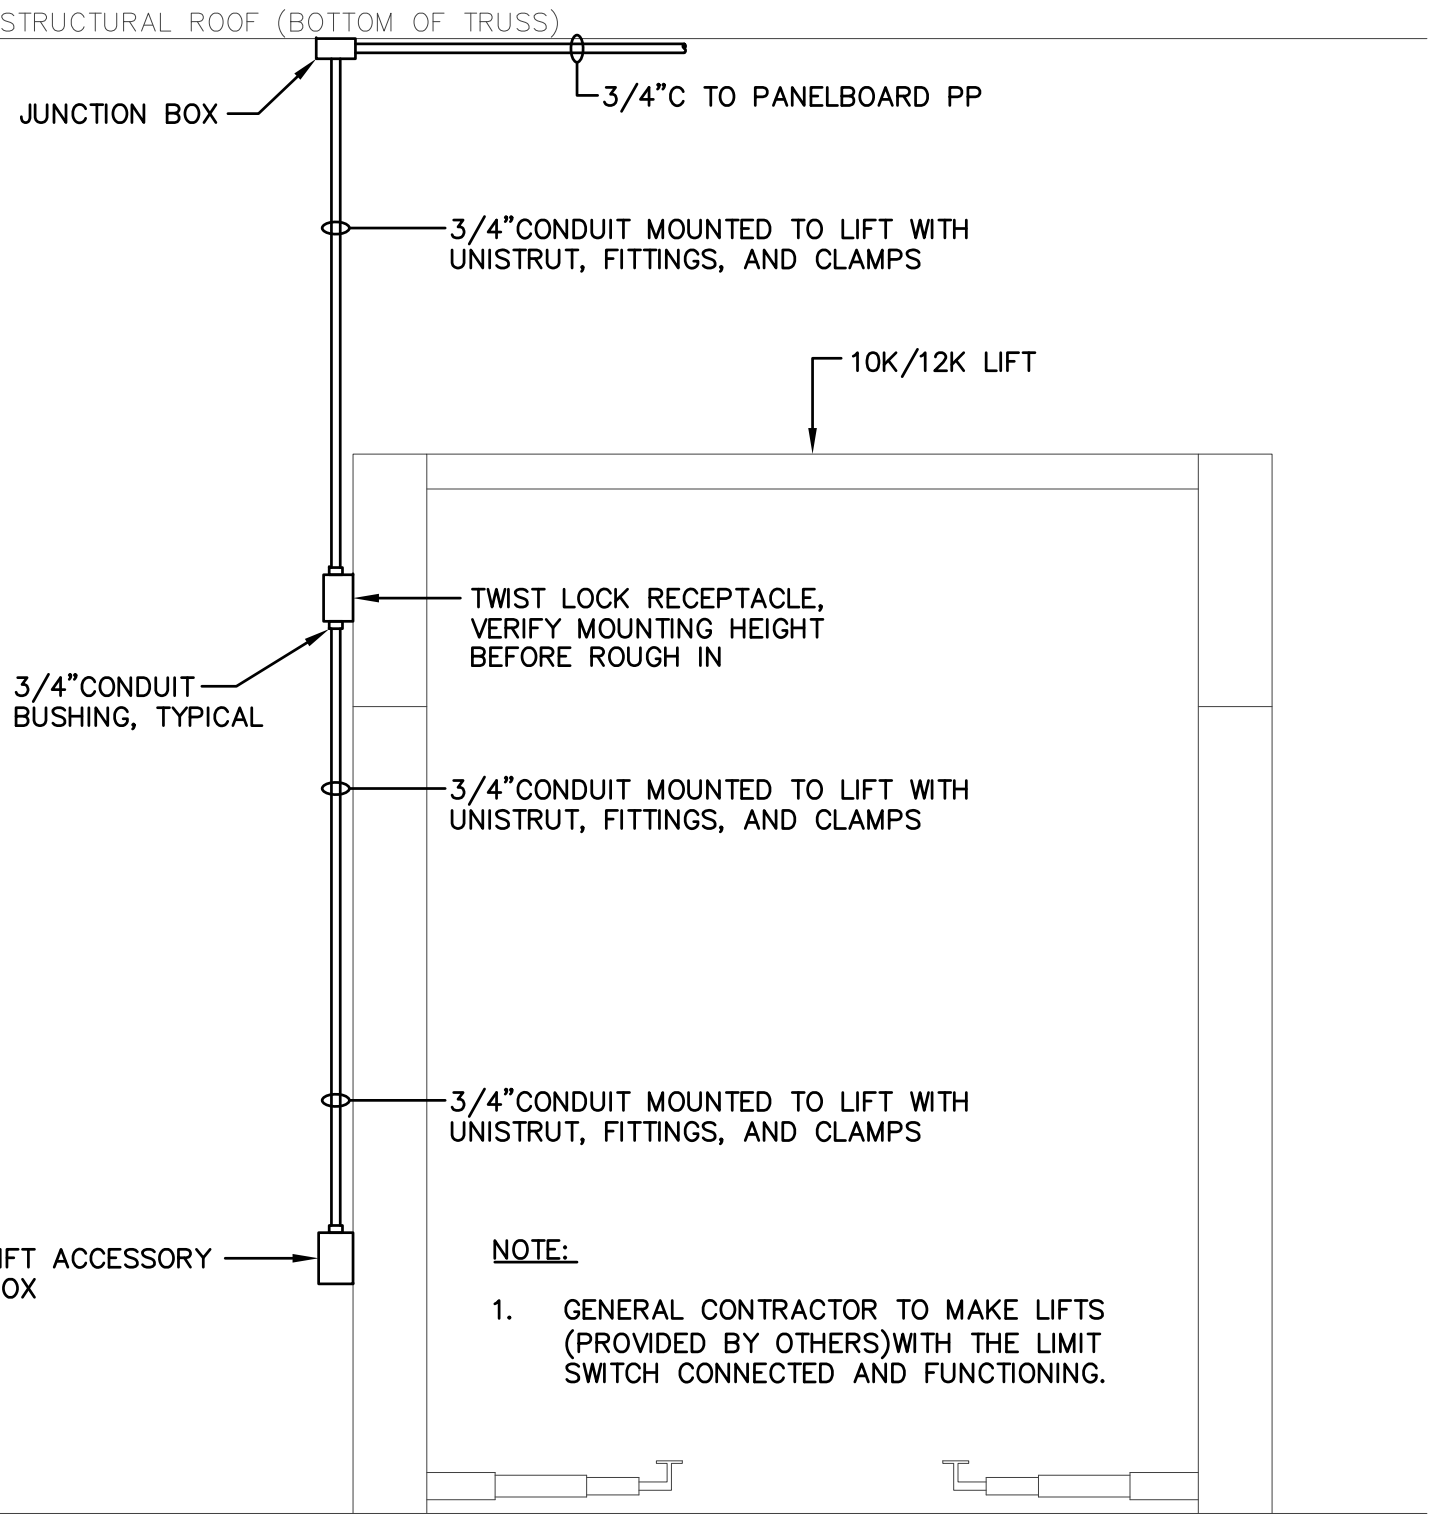 STRUCTURAL ROOF (BOTTOM OF TRUSS)
3/4"C TO PANELBOARD PP
JUNCTION BOX
3/4"CONDUIT MOUNTED TO LIFT WITH
UNISTRUT, FITTINGS, AND CLAMPS
10K/12K LIFT
TWIST LOCK RECEPTACLE,
VERIFY MOUNTING HEIGHT
BEFORE ROUGH IN
3/4"CONDUIT
BUSHING, TYPICAL
3/4"CONDUIT MOUNTED TO LIFT WITH
UNISTRUT, FITTINGS, AND CLAMPS
3/4"CONDUIT MOUNTED TO LIFT WITH
UNISTRUT, FITTINGS, AND CLAMPS
IFT ACCESSORY
OX
NOTE:
1. GENERAL CONTRACTOR TO MAKE LIFTS
(PROVIDED BY OTHERS)WITH THE LIMIT
SWITCH CONNECTED AND FUNCTIONING.